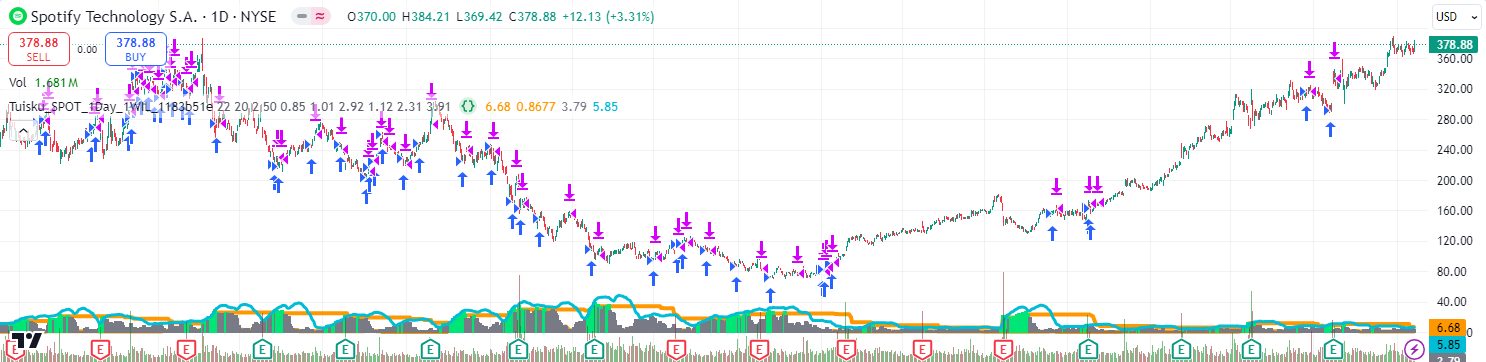 Spotify Technology S.A. · 1D · NYSE O370.00 H384.21 L369.42 C378.88 +12.13 (+3.31%) USD
378.88 SELL 0.00 378.88 BUY
378.88
Vol 1.681M
360.00
Tuisku_SPOT_1Day_1WIL_1183b51e 22 20 2.50 0.85 1.01 2.92 1.12 2.31 3.91 {} 6.68 0.8677 3.79 5.85
320.00
280.00
240.00
200.00
160.00
120.00
80.00
40.00
6.68
0
5.85
E E E E E E E E E E E E E E E